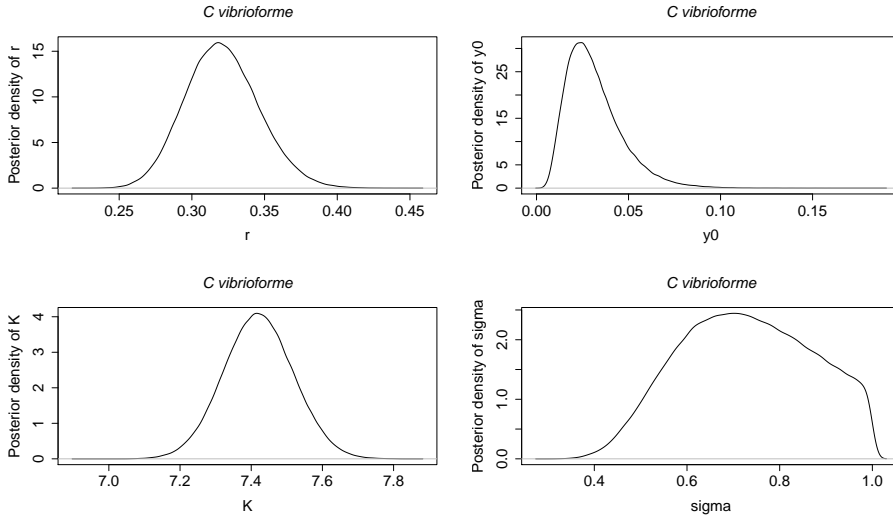 C vibrioforme
Posterior density of r
15
10
5
0
0.25 0.30 0.35 0.40 0.45
r
C vibrioforme
Posterior density of y0
25
15
5
0
0.00 0.05 0.10 0.15
y0
C vibrioforme
Posterior density of K
4
3
2
1
0
7.0 7.2 7.4 7.6 7.8
K
C vibrioforme
Posterior density of sigma
2.0
1.0
0.0
0.4 0.6 0.8 1.0
sigma